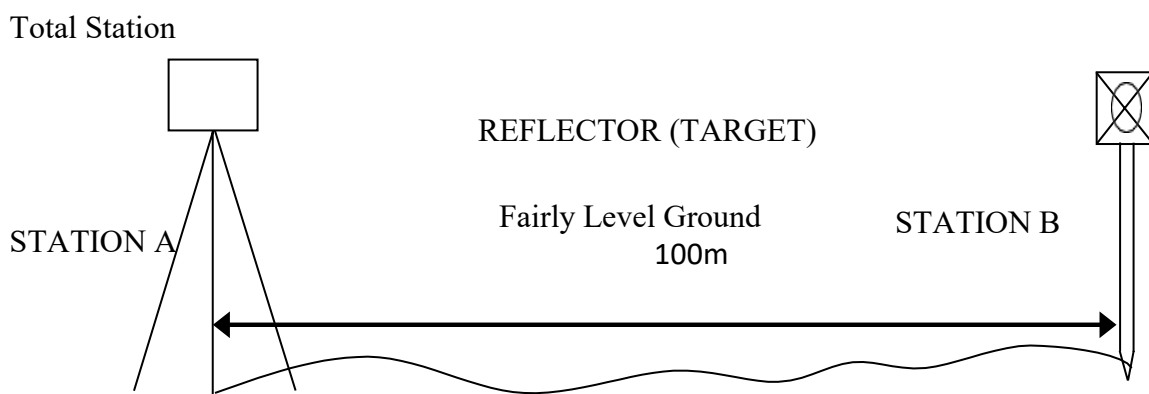 Total Station
REFLECTOR (TARGET)
Fairly Level Ground
STATION B
STATION A
100m